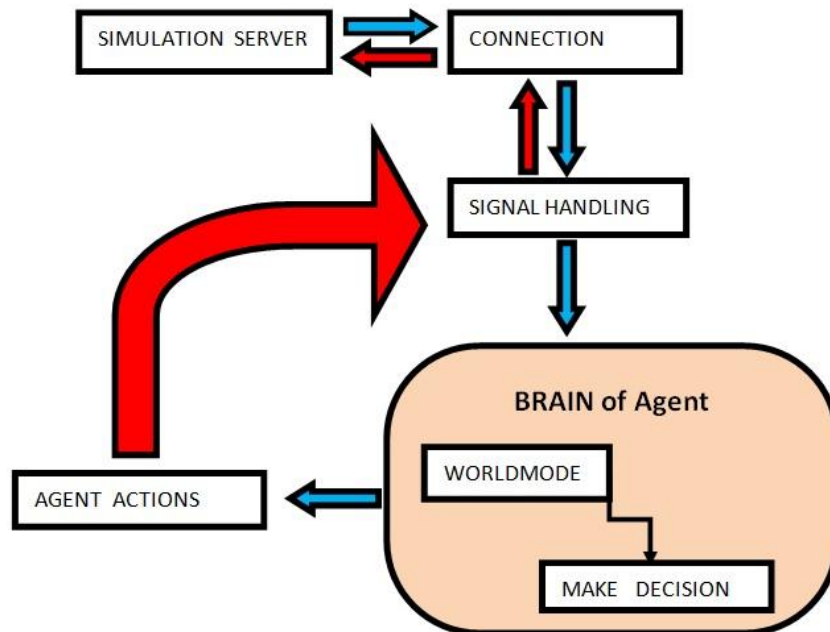 SIMULATION SERVER
CONNECTION
SIGNAL HANDLING
BRAIN of Agent
WORLDMODE
AGENT ACTIONS
MAKE DECISION